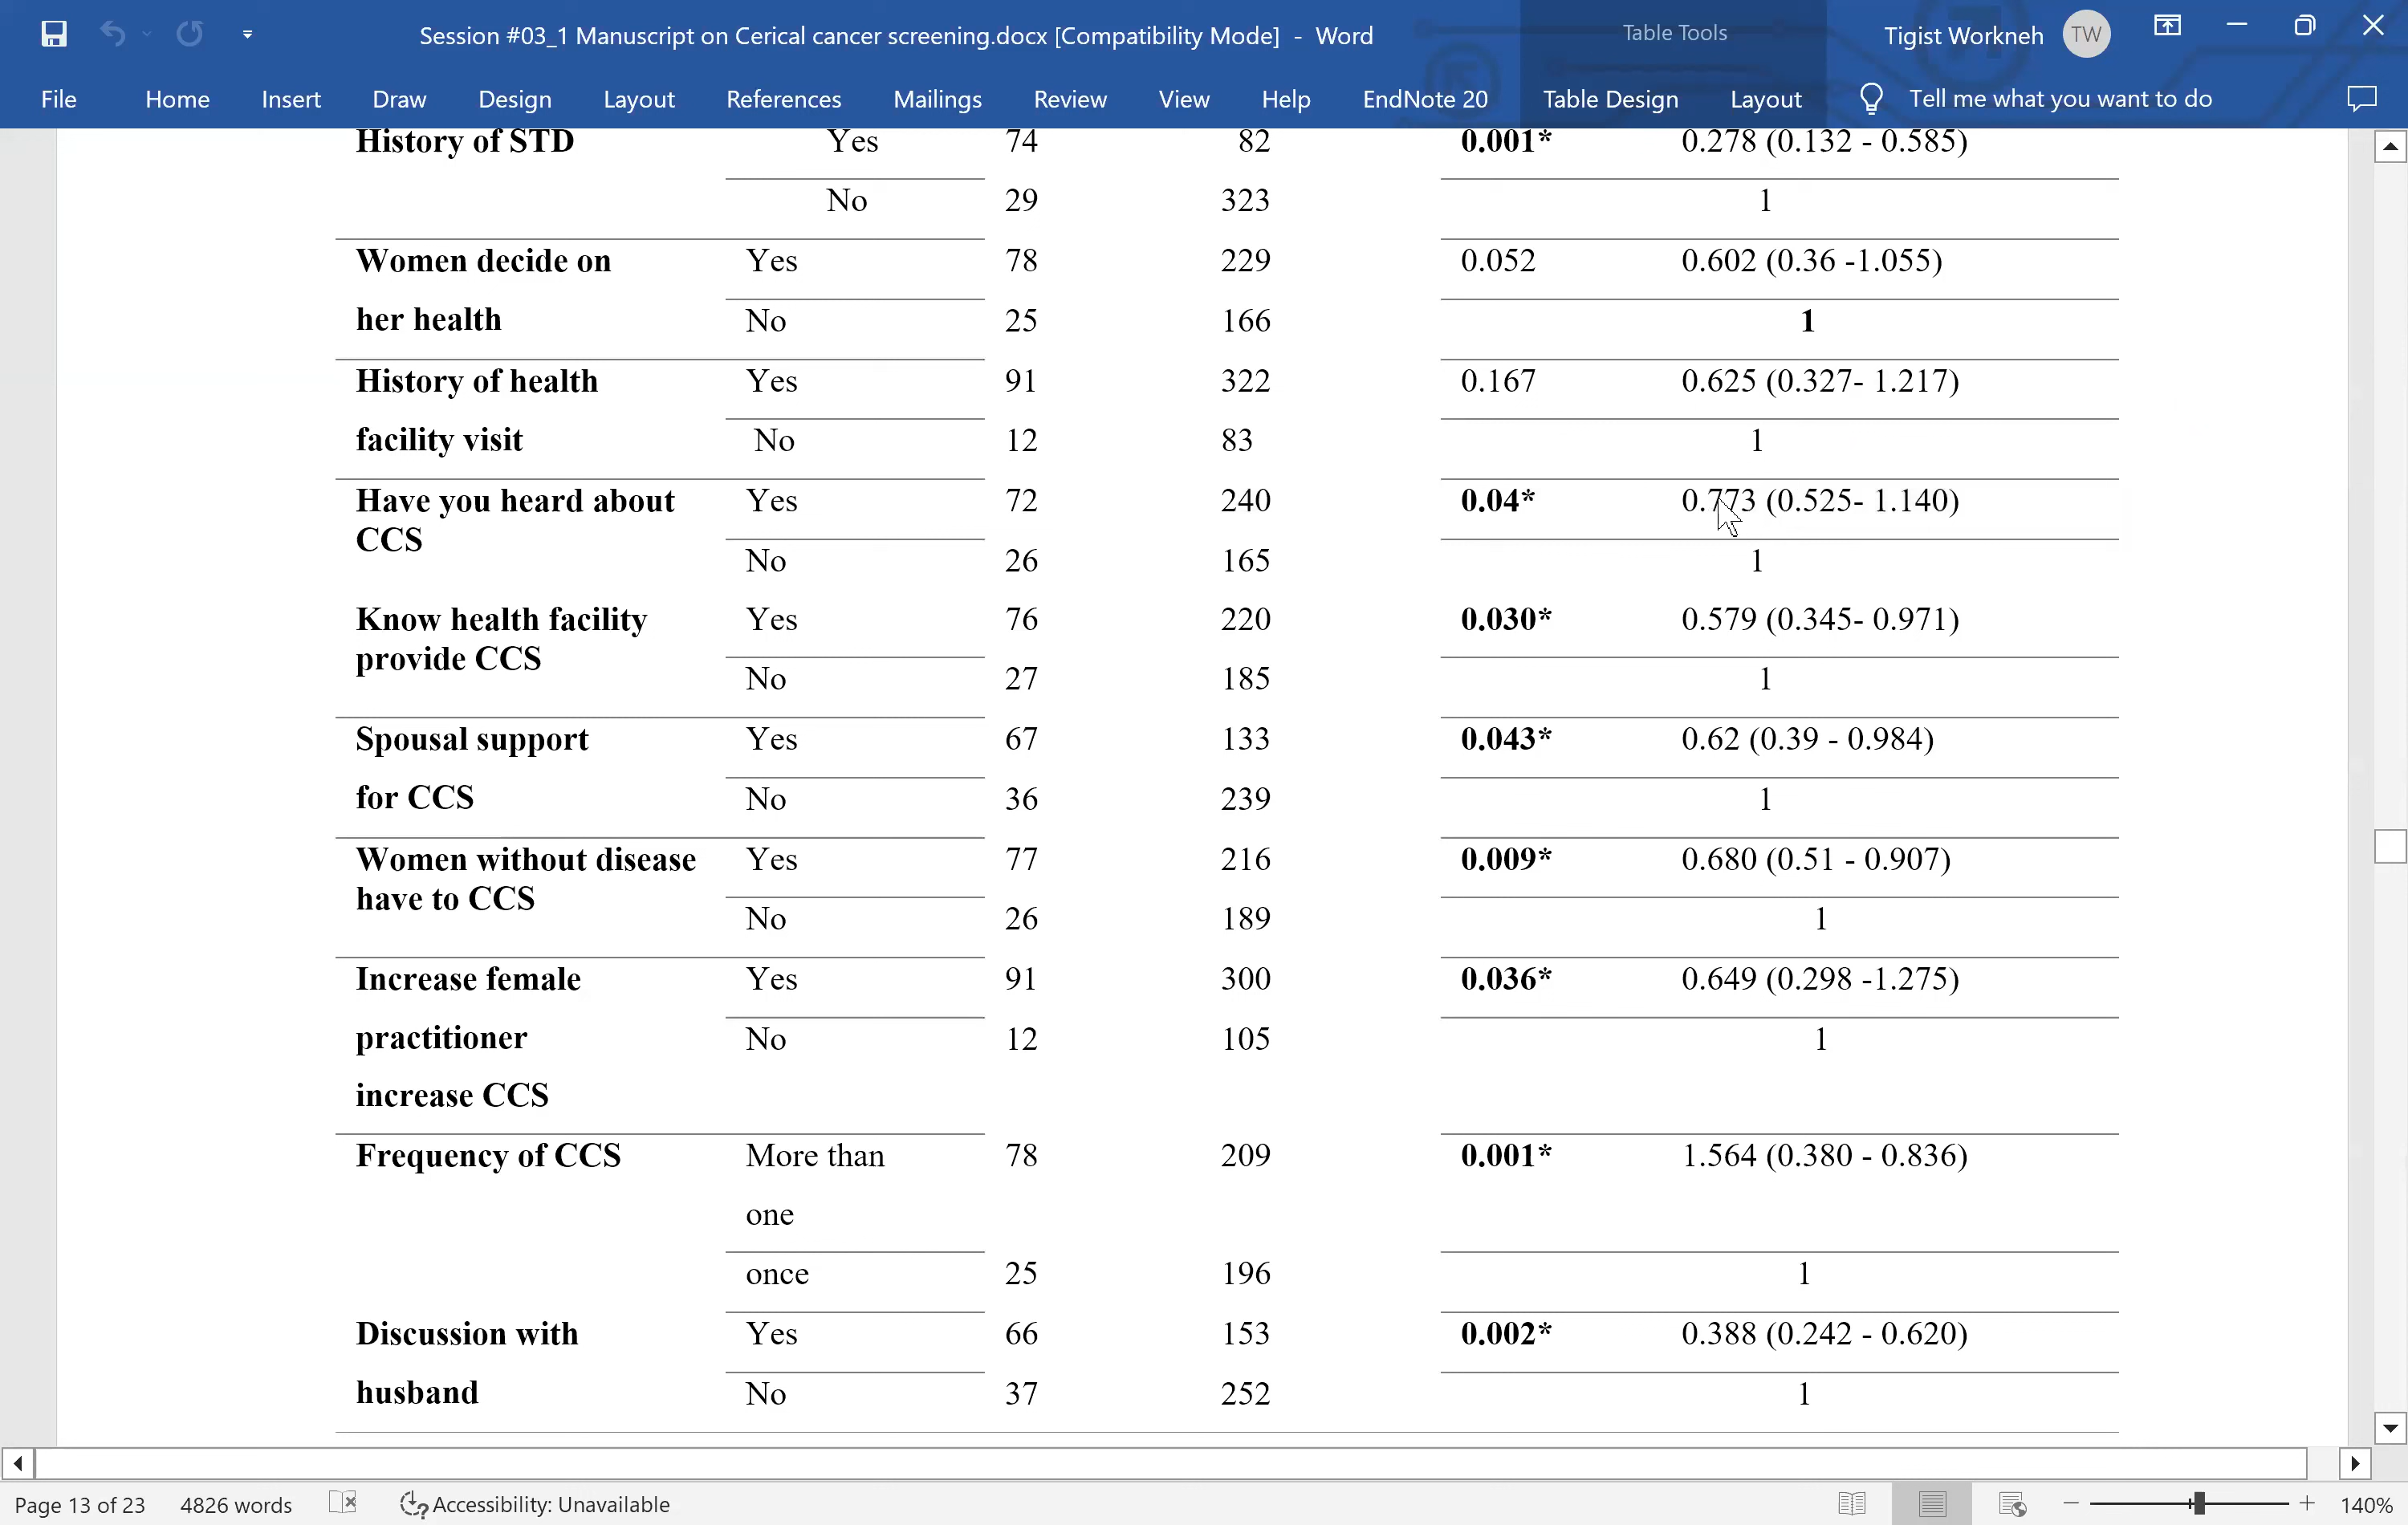 Session #03_1 Manuscript on Cerical cancer screening.docx [Compatibility Mode] - Word
Table Tools
Tigist Workneh TW
File Home Insert Draw Design Layout References Mailings Review View Help EndNote 20 Table Design Layout Tell me what you want to do
History of STD Yes 74 82 0.001* 0.278 (0.132 - 0.585)
No 29 323 1
Women decide on Yes 78 229 0.052 0.602 (0.36 -1.055)
her health No 25 166 1
History of health Yes 91 322 0.167 0.625 (0.327- 1.217)
facility visit No 12 83 1
Have you heard about Yes 72 240 0.04* 0.773 (0.525- 1.140)
CCS
No 26 165 1
Know health facility Yes 76 220 0.030* 0.579 (0.345- 0.971)
provide CCS
No 27 185 1
Spousal support Yes 67 133 0.043* 0.62 (0.39 - 0.984)
for CCS No 36 239 1
Women without disease Yes 77 216 0.009* 0.680 (0.51 - 0.907)
have to CCS
No 26 189 1
Increase female Yes 91 300 0.036* 0.649 (0.298 -1.275)
practitioner No 12 105 1
increase CCS
Frequency of CCS More than 78 209 0.001* 1.564 (0.380 - 0.836)
one
once 25 196 1
Discussion with Yes 66 153 0.002* 0.388 (0.242 - 0.620)
husband No 37 252 1
Page 13 of 23 4826 words Accessibility: Unavailable 140%